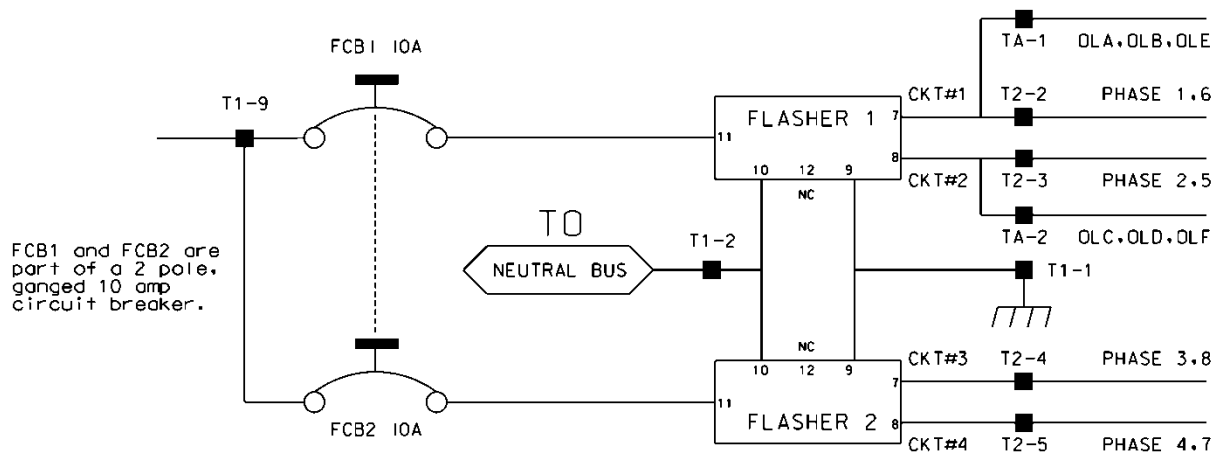 FCB1 10A
TA-1 OLA,OLB,OLE
T1-9
CKT#1 T2-2 PHASE 1,6
FLASHER 1
7
11
8
10 12 9
NC
CKT#2 T2-3 PHASE 2,5
TA-2 OLC,OLD,OLF
TO
NEUTRAL BUS
T1-2
T1-1
FCB1 and FCB2 are
part of a 2 pole,
ganged 10 amp
circuit breaker.
NC
10 12 9
CKT#3 T2-4 PHASE 3,8
7
11
FLASHER 2
8
CKT#4 T2-5 PHASE 4,7
FCB2 10A